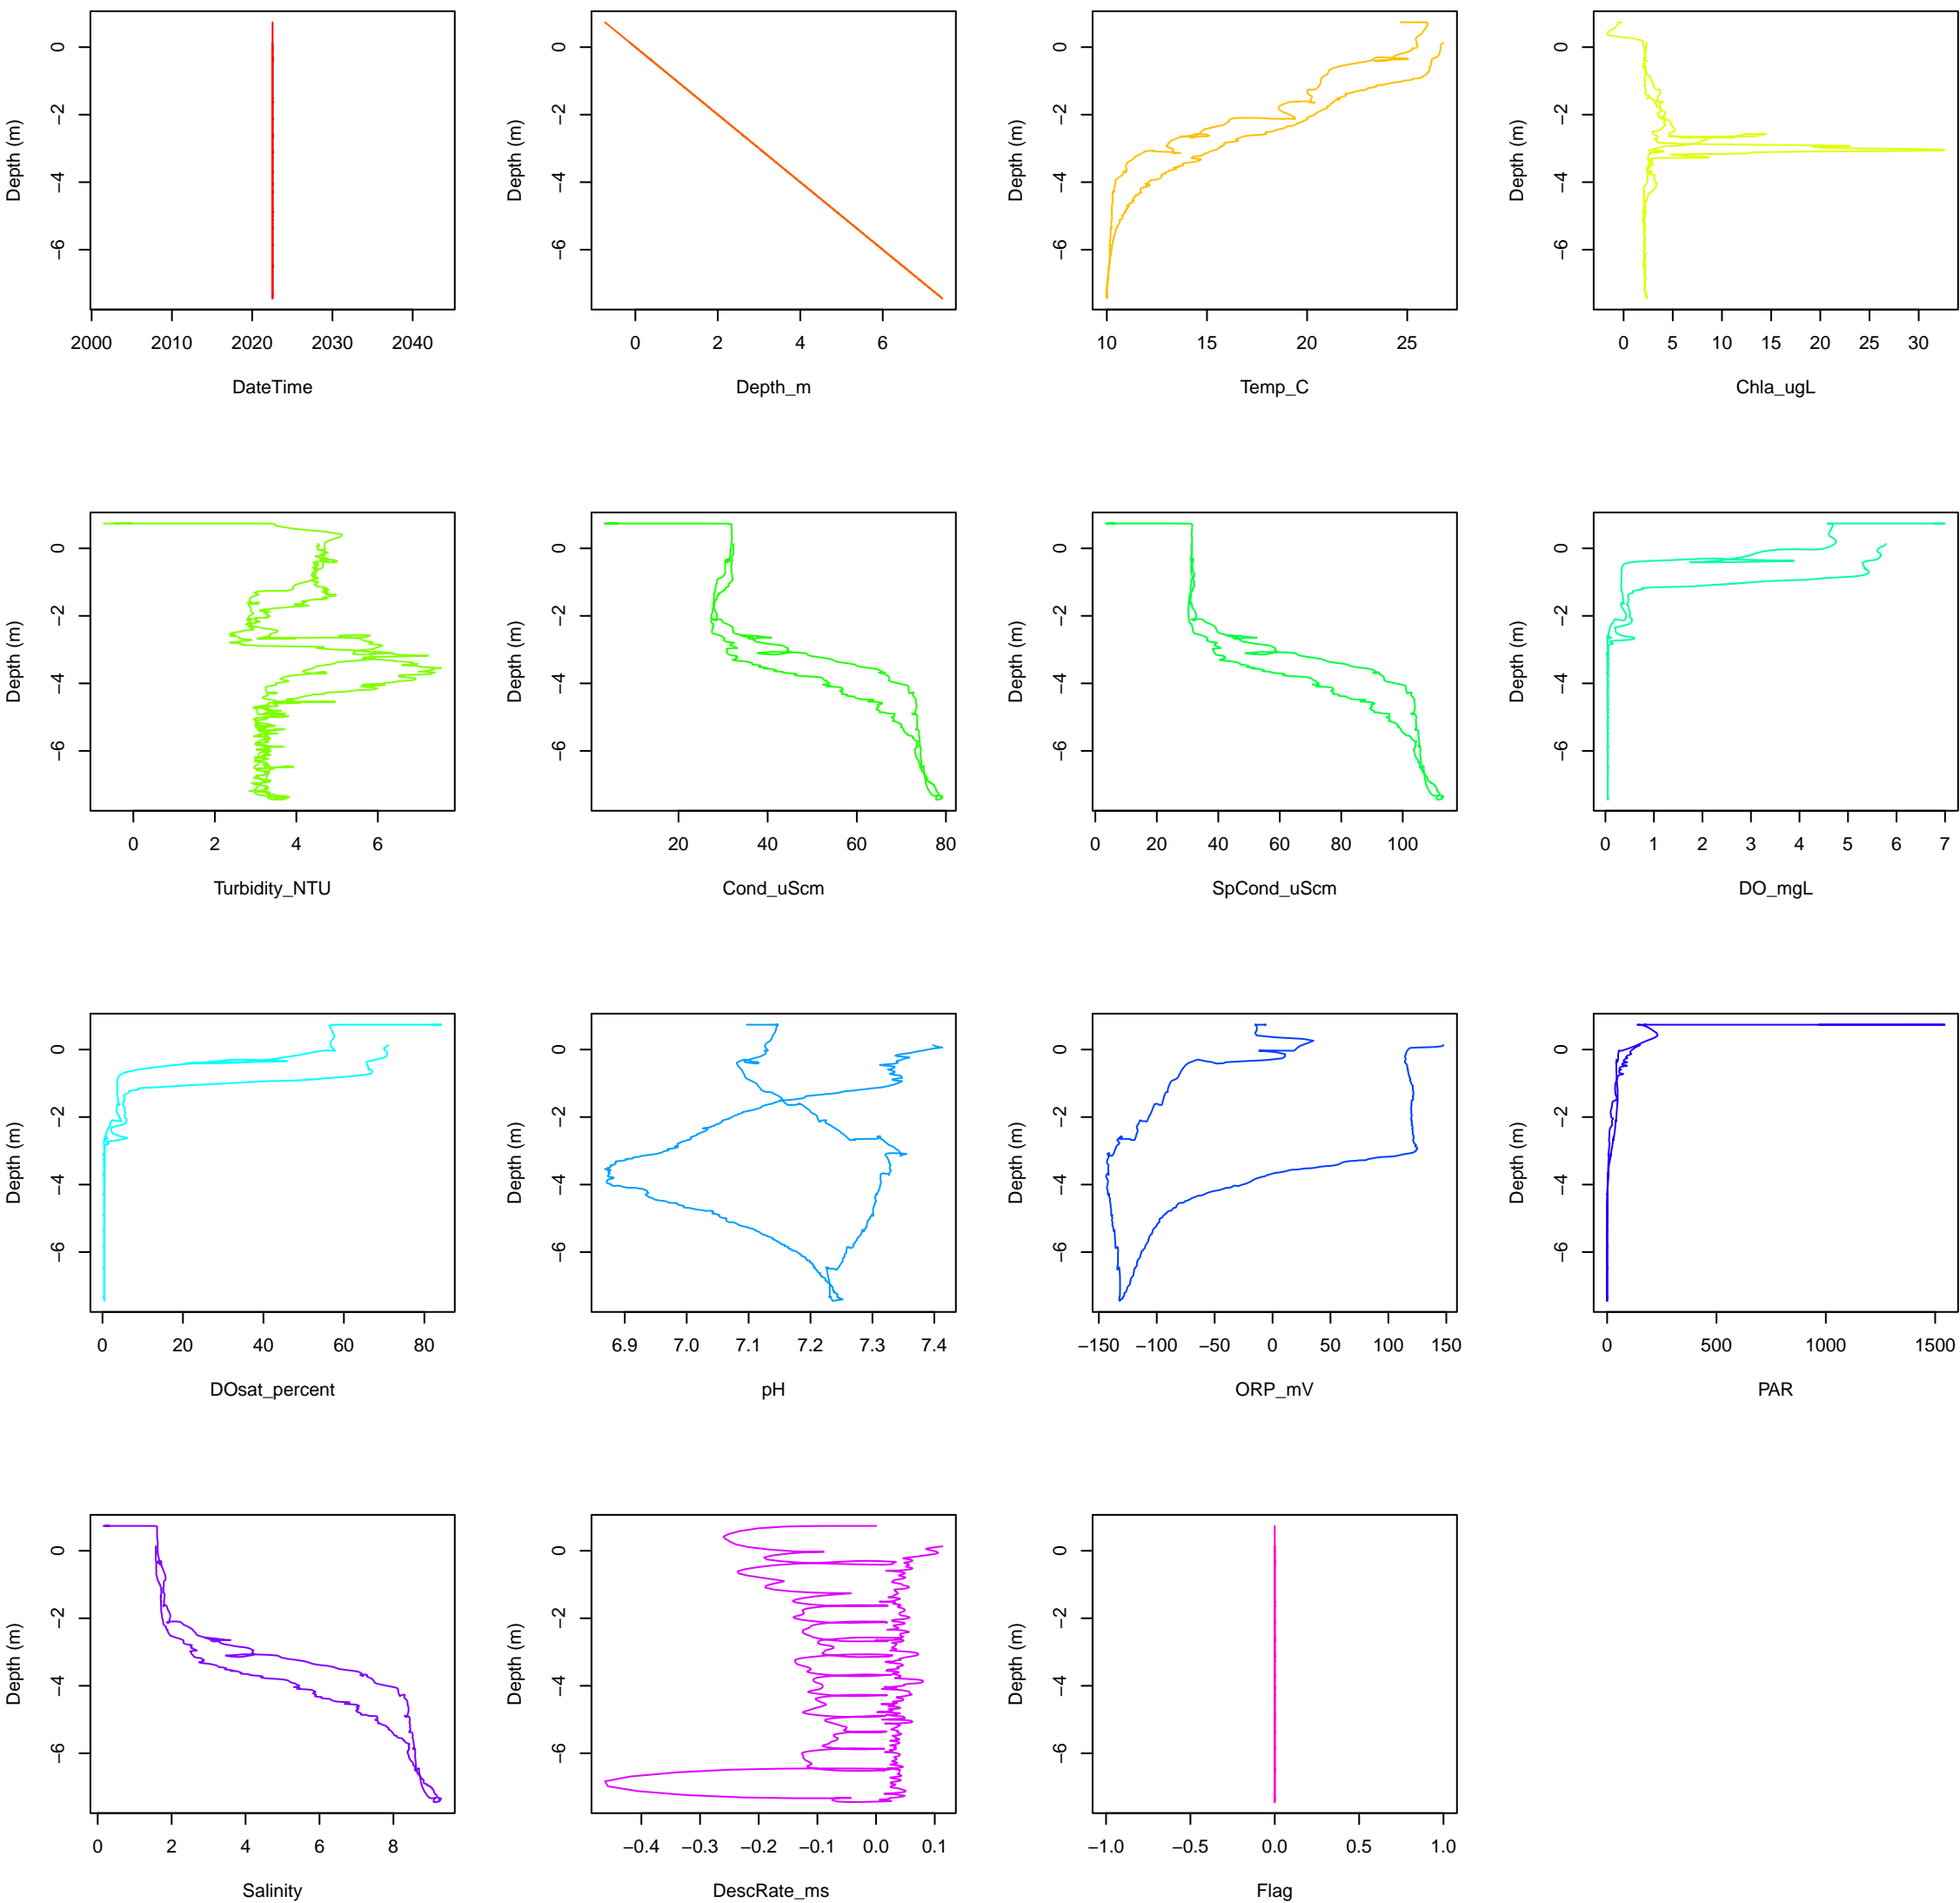 Depth (m)
0
−2
−4
−6
2000 2010 2020 2030 2040
DateTime
Depth (m)
0
−2
−4
−6
0 2 4 6
Depth_m
Depth (m)
0
−2
−4
−6
10 15 20 25
Temp_C
Depth (m)
0
−2
−4
−6
0 5 10 15 20 25 30
Chla_ugL
Depth (m)
0
−2
−4
−6
0 2 4 6
Turbidity_NTU
Depth (m)
0
−2
−4
−6
20 40 60 80
Cond_uScm
Depth (m)
0
−2
−4
−6
0 20 40 60 80 100
SpCond_uScm
Depth (m)
0
−2
−4
−6
0 1 2 3 4 5 6 7
DO_mgL
Depth (m)
0
−2
−4
−6
0 20 40 60 80
DOsat_percent
Depth (m)
0
−2
−4
−6
6.9 7.0 7.1 7.2 7.3 7.4
pH
Depth (m)
0
−2
−4
−6
−150 −100 −50 0 50 100 150
ORP_mV
Depth (m)
0
−2
−4
−6
0 500 1000 1500
PAR
Depth (m)
0
−2
−4
−6
0 2 4 6 8
Salinity
Depth (m)
0
−2
−4
−6
−0.4 −0.3 −0.2 −0.1 0.0 0.1
DescRate_ms
Depth (m)
0
−2
−4
−6
−1.0 −0.5 0.0 0.5 1.0
Flag